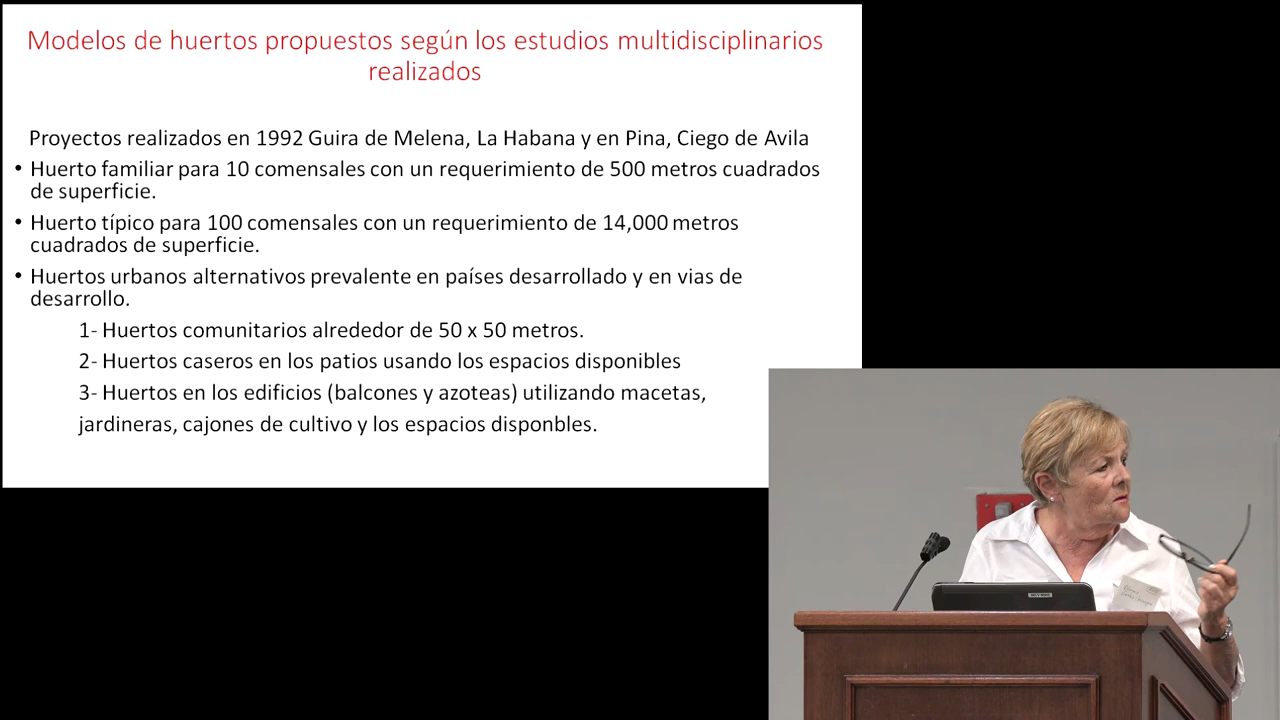 Modelos de huertos propuestos según los estudios multidisciplinarios
realizados
Proyectos realizados en 1992 Guira de Melena, La Habana y en Pina, Ciego de Avila
• Huerto familiar para 10 comensales con un requerimiento de 500 metros cuadrados
de superficie.
• Huerto típico para 100 comensales con un requerimiento de 14,000 metros
cuadrados de superficie.
• Huertos urbanos alternativos prevalente en países desarrollado y en vias de
desarrollo.
1- Huertos comunitarios alrededor de 50 x 50 metros.
2- Huertos caseros en los patios usando los espacios disponibles
3- Huertos en los edificios (balcones y azoteas) utilizando macetas,
jardineras, cajones de cultivo y los espacios disponbles.